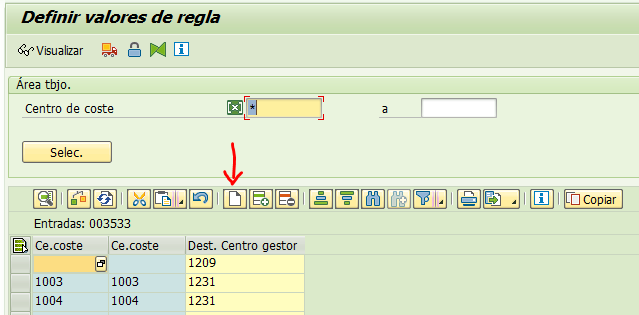 Definir valores de regla
Visualizar
Área tbjo.
Centro de coste * a
Selec.
Copiar
Entradas: 003533
Ce.coste Ce.coste Dest. Centro gestor
1209
1003 1003 1231
1004 1004 1231